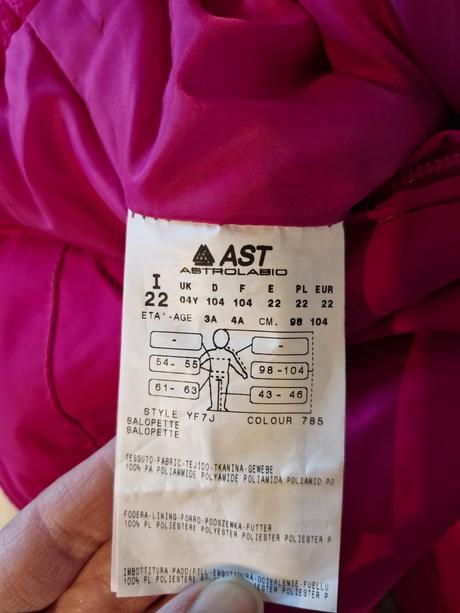 AST
ASTROLABIO
I UK D F E PL EUR
22 04Y 104 104 22 22 22
ETA'-AGE 3A 4A CM. 98 104
- -
54- 55 98-104
61- 63 43- 46
STYLE YF7J COLOUR 785
SALOPETTE
SALOPETTE
TESSUTO-FABRIC-TEJIDO-TKANINA-GEWEBE
100% PA POLIAMMIDE POLYAMIDE POLIAMIDA POLIAMID PO
FODERA-LINING-FORRO-PODSZEWKA-FUTTER
100% PL POLIESTERE POLYESTER POLIESTER POLIESTER P
IMBOTTITURA-PADD/FILL-EMBOUTADURA-OCIEPLENIE-FUELLU
100% PL POLIESTERE POLYESTER POLIESTER POLIESTER P